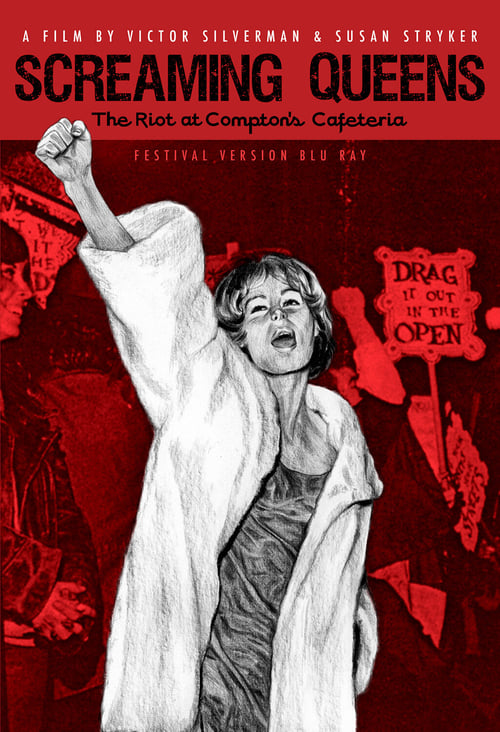 A FILM BY VICTOR SILVERMAN & SUSAN STRYKER
SCREAMING QUEENS
The Riot at Compton's Cafeteria
FESTIVAL VERSION BLU RAY
DRAG
IT OUT
IN THE
OPEN